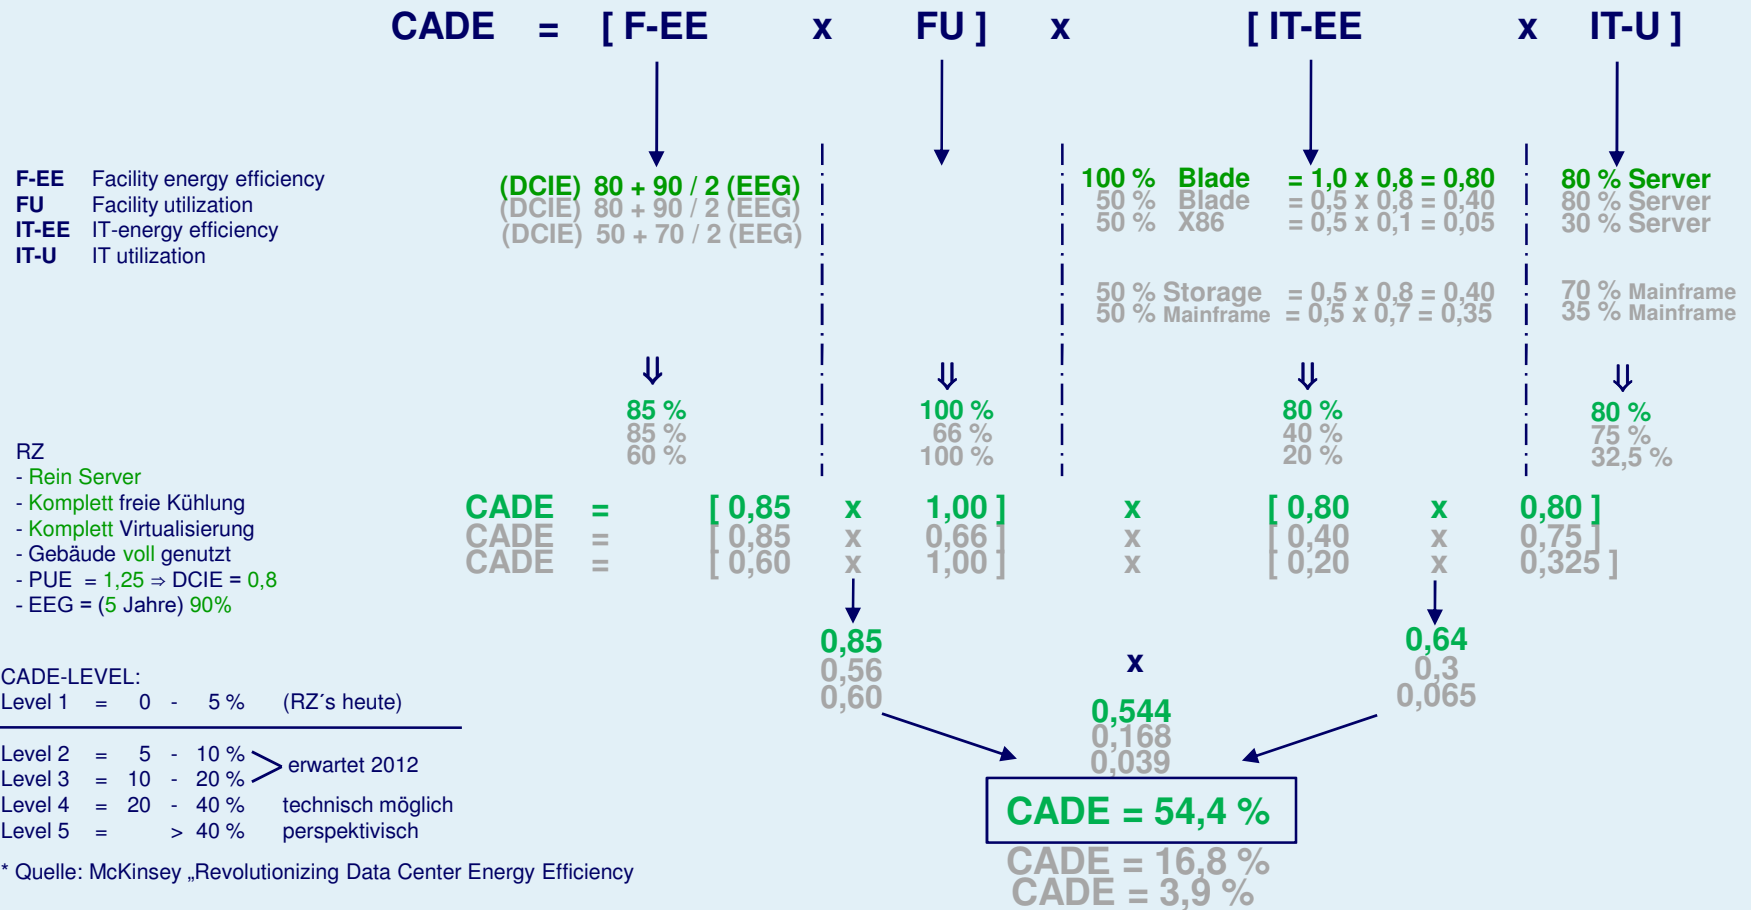 CADE = [ F-EE x FU ] x [ IT-EE x IT-U ]
F-EE Facility energy efficiency
FU Facility utilization
IT-EE IT-energy efficiency
IT-U IT utilization
(DCIE) 80 + 90 / 2 (EEG)
(DCIE) 80 + 90 / 2 (EEG)
(DCIE) 50 + 70 / 2 (EEG)
100 % Blade = 1,0 x 0,8 = 0,80
50 % Blade = 0,5 x 0,8 = 0,40
50 % X86 = 0,5 x 0,1 = 0,05
50 % Storage = 0,5 x 0,8 = 0,40
50 % Mainframe = 0,5 x 0,7 = 0,35
80 % Server
80 % Server
30 % Server
70 % Mainframe
35 % Mainframe
⇓ ⇓ ⇓ ⇓
85 % 100 % 80 % 80 %
85 % 66 % 40 % 75 %
60 % 100 % 20 % 32,5 %
RZ
- Rein Server
- Komplett freie Kühlung
- Komplett Virtualisierung
- Gebäude voll genutzt
- PUE = 1,25 ⇒ DCIE = 0,8
- EEG = (5 Jahre) 90%
CADE = [ 0,85 x 1,00 ] x [ 0,80 x 0,80 ]
CADE = [ 0,85 x 0,66 ] x [ 0,40 x 0,75 ]
CADE = [ 0,60 x 1,00 ] x [ 0,20 x 0,325 ]
0,85 x 0,64
0,56 0,3
0,60 0,065
0,544
0,168
0,039
CADE = 54,4 %
CADE = 16,8 %
CADE = 3,9 %
CADE-LEVEL:
Level 1 = 0 - 5 % (RZ´s heute)
Level 2 = 5 - 10 %
erwartet 2012
Level 3 = 10 - 20 %
Level 4 = 20 - 40 % technisch möglich
Level 5 = > 40 % perspektivisch
* Quelle: McKinsey „Revolutionizing Data Center Energy Efficiency